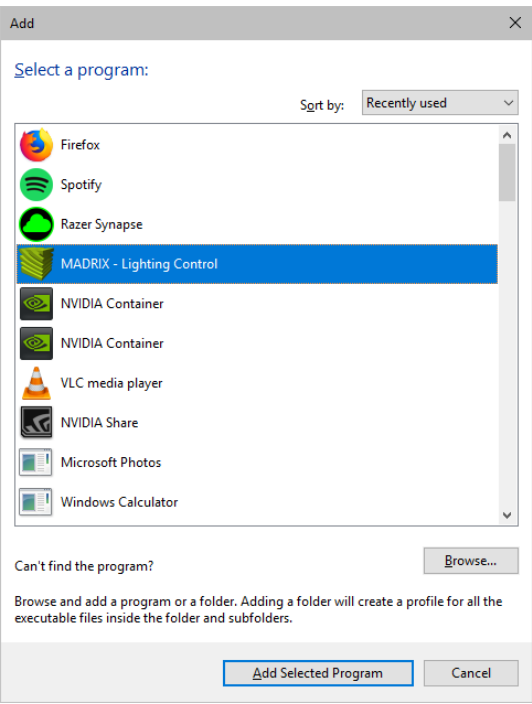 Add
Select a program:
Sort by: Recently used
Firefox
Spotify
Razer Synapse
MADRIX - Lighting Control
NVIDIA Container
NVIDIA Container
VLC media player
NVIDIA Share
Microsoft Photos
Windows Calculator
Can't find the program? Browse...
Browse and add a program or a folder. Adding a folder will create a profile for all the
executable files inside the folder and subfolders.
Add Selected Program Cancel